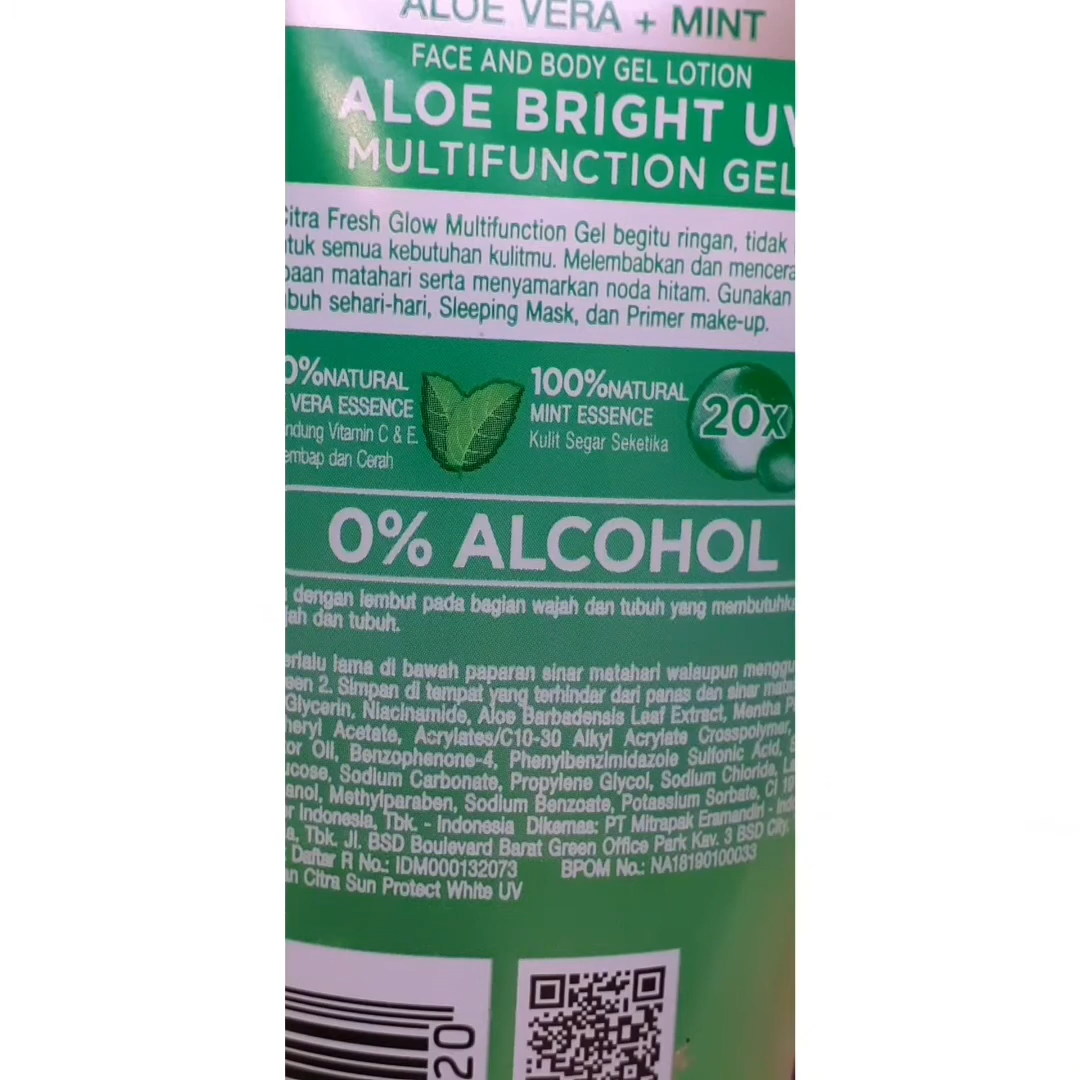 ALOE VERA + MINT
FACE AND BODY GEL LOTION
ALOE BRIGHT UV
MULTIFUNCTION GEL
itra Fresh Glow Multifunction Gel begitu ringan, tidak
tuk semua kebutuhan kulitmu. Melembabkan dan mencera
paan matahari serta menyamarkan noda hitam. Gunakan
buh sehari-hari, Sleeping Mask, dan Primer make-up.
0%NATURAL
VERA ESSENCE
ndung Vitamin C & E
embap dan Cerah
100%NATURAL
MINT ESSENCE
Kulit Segar Seketika
20x
0% ALCOHOL
dengan lembut pada bagian wajah dan tubuh yang membutuhka
jah dan tubuh.
erlalu lama di bawah paparan sinar matahari walaupun menggu
een 2. Simpan di tempat yang terhindar dari panas dan sinar mata
Glycerin, Niacinamide, Aloe Barbadensis Leaf Extract, Mentha P
heryl Acetate, Acrylates/C10-30 Alkyl Acrylate Crosspolymer,
or Oil, Benzophenone-4, Phenylbenzimidazole Sulfonic Acid,
ucose, Sodium Carbonate, Propylene Glycol, Sodium Chloride, La
anol, Methylparaben, Sodium Benzoate, Potassium Sorbate, CI 19
r Indonesia, Tbk. - Indonesia Dikemas: PT Mitrapak Eramandiri - Indo
a, Tbk. Jl. BSD Boulevard Barat Green Office Park Kav. 3 BSD City,
Daftar R No.: IDM000132073 BPOM No.: NA18190100033
an Citra Sun Protect White UV
20